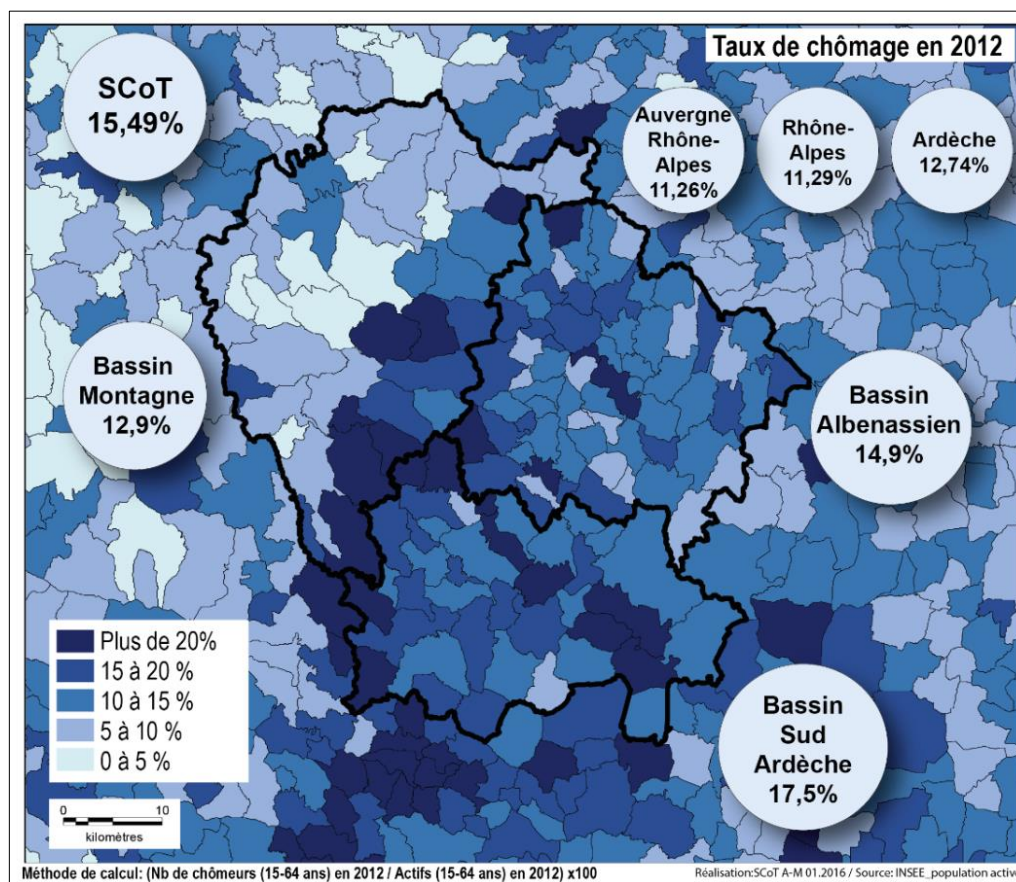 Taux de chômage en 2012
SCoT
15,49%
Auvergne
Rhône-
Alpes
11,26%
Rhône-
Alpes
11,29%
Ardèche
12,74%
Bassin
Montagne
12,9%
Bassin
Albenassien
14,9%
Bassin
Sud
Ardèche
17,5%
Plus de 20%
15 à 20 %
10 à 15 %
5 à 10 %
0 à 5 %
0 10
kilomètres
Méthode de calcul: (Nb de chômeurs (15-64 ans) en 2012 / Actifs (15-64 ans) en 2012) x100
Réalisation:SCoT A-M 01.2016 / Source: INSEE_population active